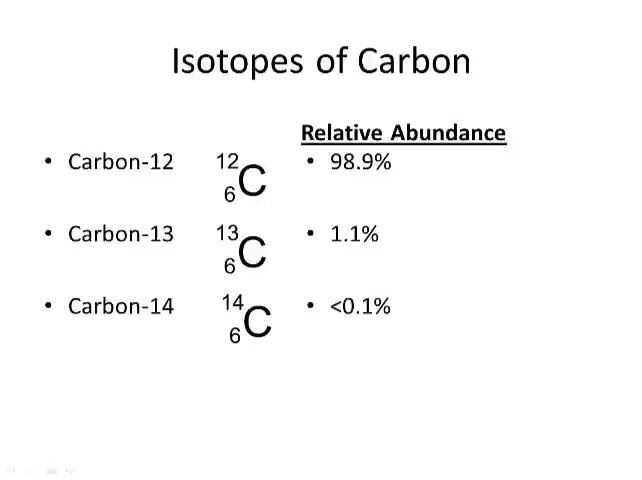 Isotopes of Carbon
Relative Abundance
• Carbon-12 12 6 C • 98.9%
• Carbon-13 13 6 C • 1.1%
• Carbon-14 14 6 C • <0.1%